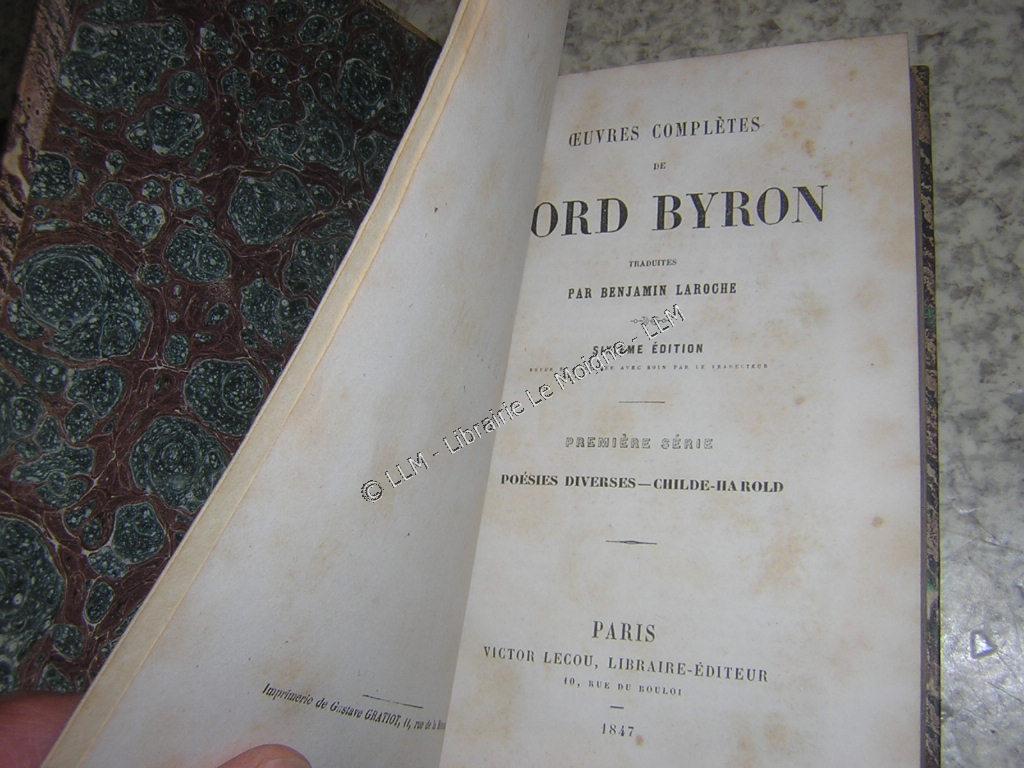 ŒUVRES COMPLÈTES
DE
ORD BYRON
TRADUITES
PAR BENJAMIN LAROCHE
SIXIÈME ÉDITION
AVEC SOIN PAR LE TRADUCTEUR
PREMIÈRE SÉRIE
POÉSIES DIVERSES—CHILDE-HAROLD
PARIS
VICTOR LECOU, LIBRAIRE-ÉDITEUR
10, RUE DU BOULOI
1847
Imprimerie de Gustave GRATIOT, 11, rue de la
© LLM - Librairie Le Moigne - LLM